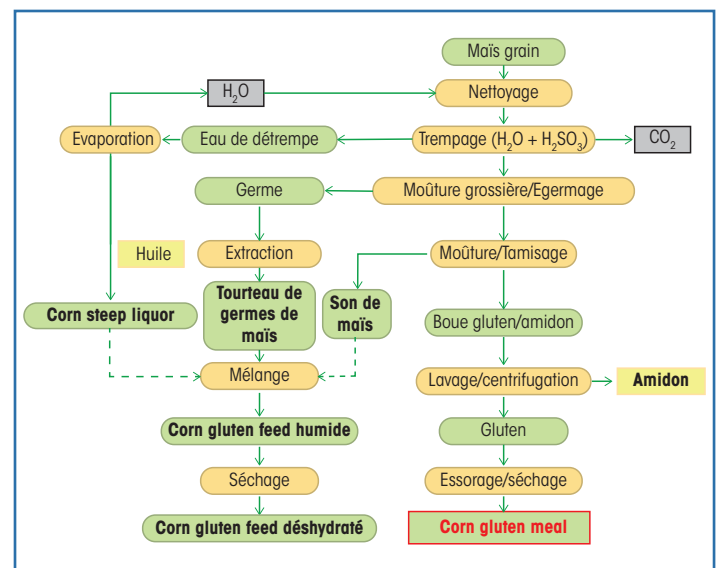 Maïs grain
H₂O
Nettoyage
Evaporation
Eau de détrempe
Trempage (H₂O + H₂SO₃)
CO₂
Germe
Moûture grossière/Egermage
Huile
Extraction
Moûture/Tamisage
Corn steep liquor
Tourteau de
germes de
maïs
Son de
maïs
Boue gluten/amidon
Mélange
Lavage/centrifugation
Amidon
Corn gluten feed humide
Gluten
Séchage
Essorage/séchage
Corn gluten feed déshydraté
Corn gluten meal